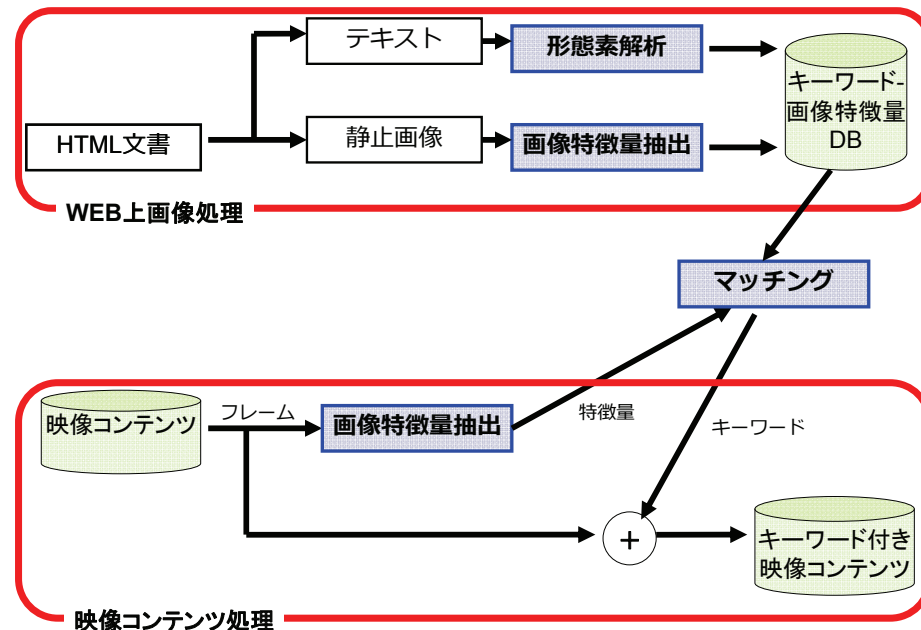 テキスト
形態素解析
キーワード-
画像特徴量
DB
HTML文書
静止画像
画像特徴量抽出
WEB上画像処理
マッチング
映像コンテンツ
フレーム
画像特徴量抽出
特徴量
キーワード
+
キーワード付き
映像コンテンツ
映像コンテンツ処理